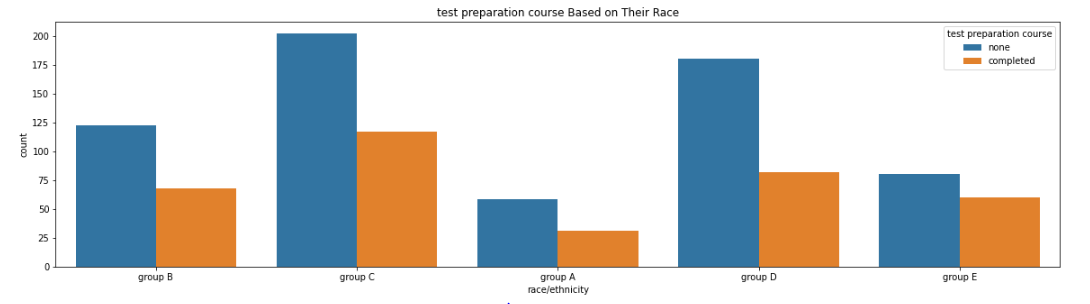 test preparation course Based on Their Race
test preparation course
none
completed
count
200
175
150
125
100
75
50
25
0
group B
group C
group A
group D
group E
race/ethnicity